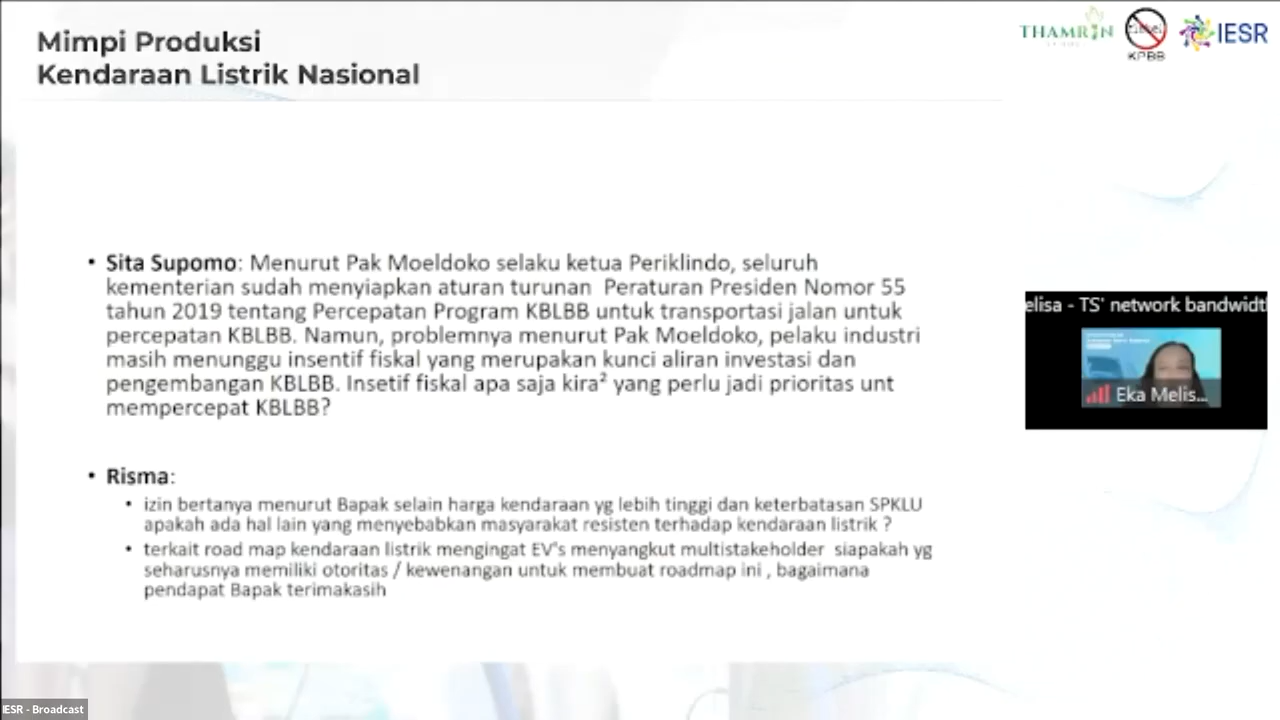 Mimpi Produksi
Kendaraan Listrik Nasional
THAMRIN
KPBB
IESR
• Sita Supomo: Menurut Pak Moeldoko selaku ketua Periklindo, seluruh
kementerian sudah menyiapkan aturan turunan Peraturan Presiden Nomor 55
tahun 2019 tentang Percepatan Program KBLBB untuk transportasi jalan untuk
percepatan KBLBB. Namun, problemnya menurut Pak Moeldoko, pelaku industri
masih menunggu insentif fiskal yang merupakan kunci aliran investasi dan
pengembangan KBLBB. Insetif fiskal apa saja kira² yang perlu jadi prioritas unt
mempercepat KBLBB?
• Risma:
• izin bertanya menurut Bapak selain harga kendaraan yg lebih tinggi dan keterbatasan SPKLU
apakah ada hal lain yang menyebabkan masyarakat resisten terhadap kendaraan listrik ?
• terkait road map kendaraan listrik mengingat EV's menyangkut multistakeholder siapakah yg
seharusnya memiliki otoritas / kewenangan untuk membuat roadmap ini , bagaimana
pendapat Bapak terimakasih
elisa - TS' network bandwidt
Eka Melis...
IESR - Broadcast